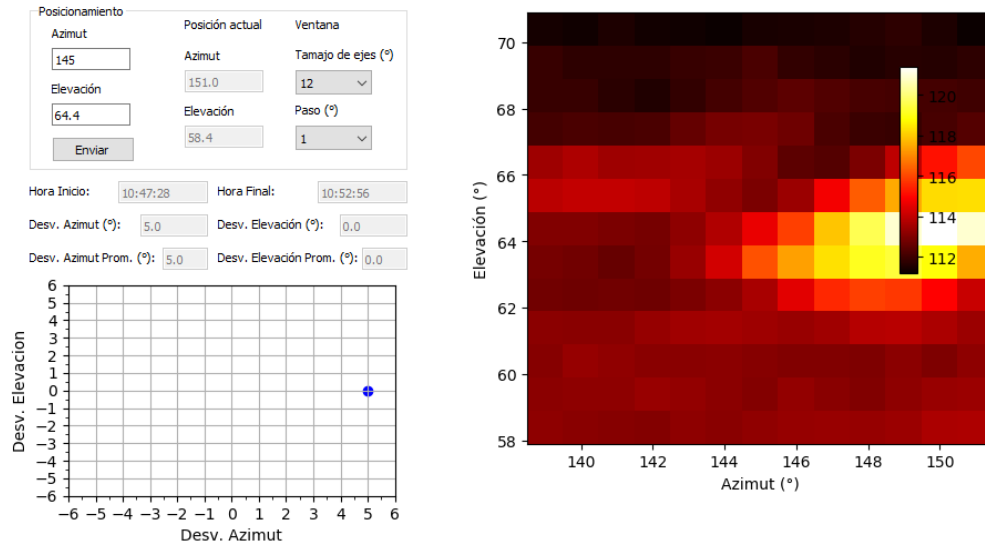 Posicionamiento
Azimut
145
Elevación
64.4
Enviar
Posición actual
Azimut
151.0
Elevación
58.4
Ventana
Tamajo de ejes (°)
12
Paso (°)
1
Hora Inicio: 10:47:28 Hora Final: 10:52:56
Desv. Azimut (°): 5.0 Desv. Elevación (°): 0.0
Desv. Azimut Prom. (°): 5.0 Desv. Elevación Prom. (°): 0.0
6
5
4
3
2
1
0
−1
−2
−3
−4
−5
−6
Desv. Elevacion
−6 −5 −4 −3 −2 −1 0 1 2 3 4 5 6
Desv. Azimut
70
68
66
64
62
60
58
Elevación (°)
140 142 144 146 148 150
Azimut (°)
120
118
116
114
112